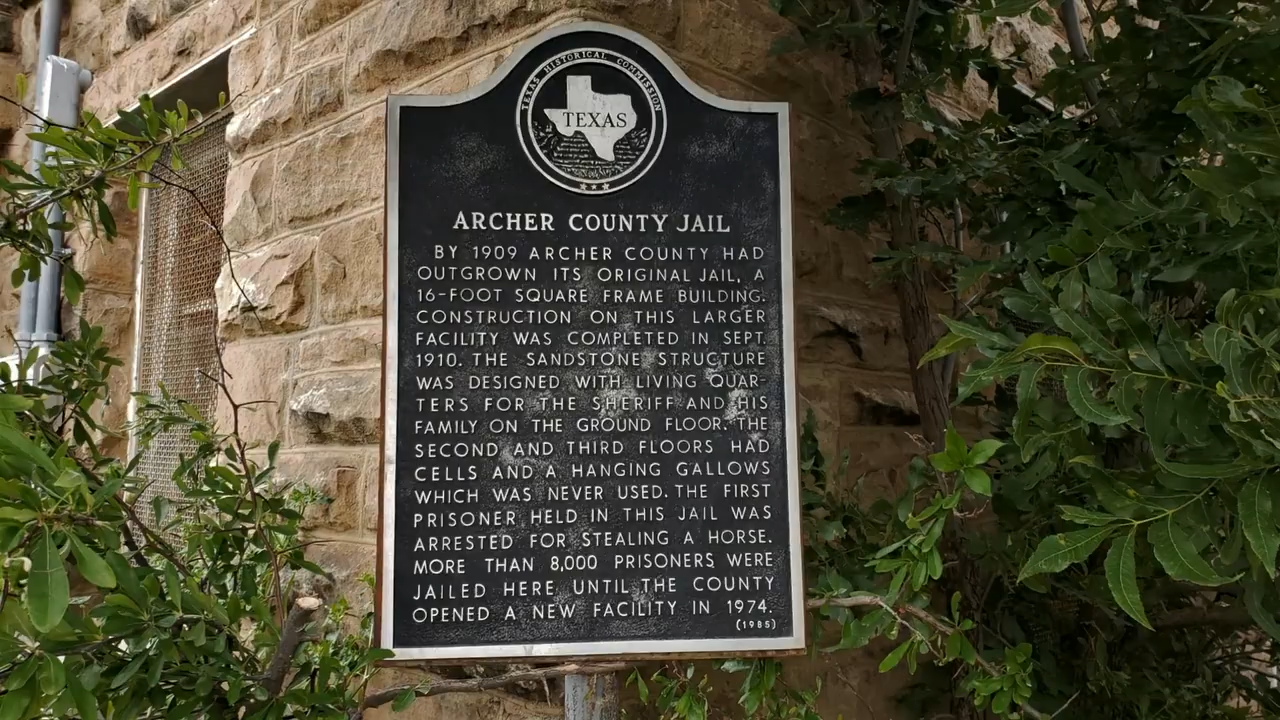 TEXAS HISTORICAL COMMISSION
TEXAS
ARCHER COUNTY JAIL
BY 1909 ARCHER COUNTY HAD
OUTGROWN ITS ORIGINAL JAIL, A
16-FOOT SQUARE FRAME BUILDING.
CONSTRUCTION ON THIS LARGER
FACILITY WAS COMPLETED IN SEPT.
1910. THE SANDSTONE STRUCTURE
WAS DESIGNED WITH LIVING QUAR-
TERS FOR THE SHERIFF AND HIS
FAMILY ON THE GROUND FLOOR. THE
SECOND AND THIRD FLOORS HAD
CELLS AND A HANGING GALLOWS
WHICH WAS NEVER USED. THE FIRST
PRISONER HELD IN THIS JAIL WAS
ARRESTED FOR STEALING A HORSE.
MORE THAN 8,000 PRISONERS WERE
JAILED HERE UNTIL THE COUNTY
OPENED A NEW FACILITY IN 1974.
(1985)